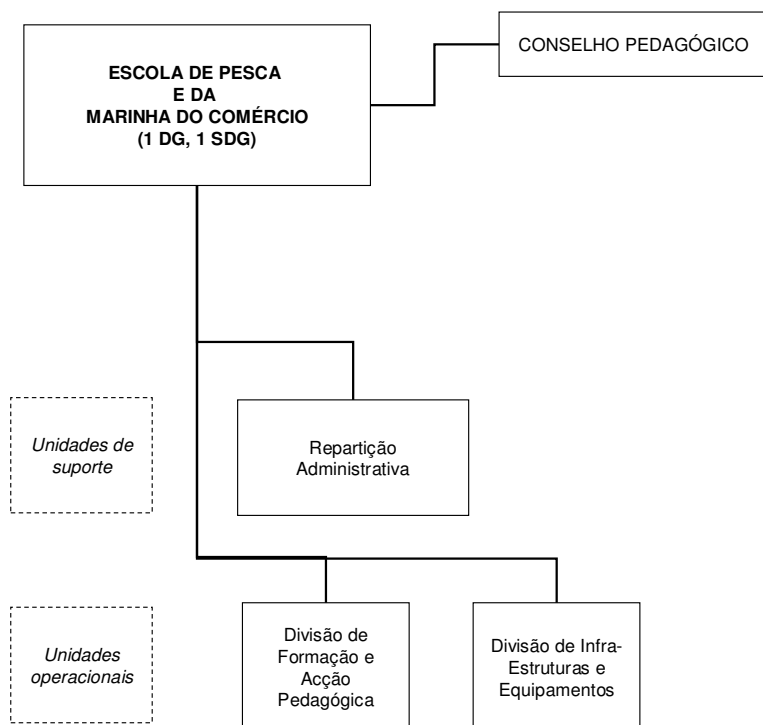 CONSELHO PEDAGÓGICO
ESCOLA DE PESCA
E DA
MARINHA DO COMÉRCIO
(1 DG, 1 SDG)
Unidades de
suporte
Repartição
Administrativa
Unidades
operacionais
Divisão de
Formação e
Acção
Pedagógica
Divisão de Infra-
Estruturas e
Equipamentos